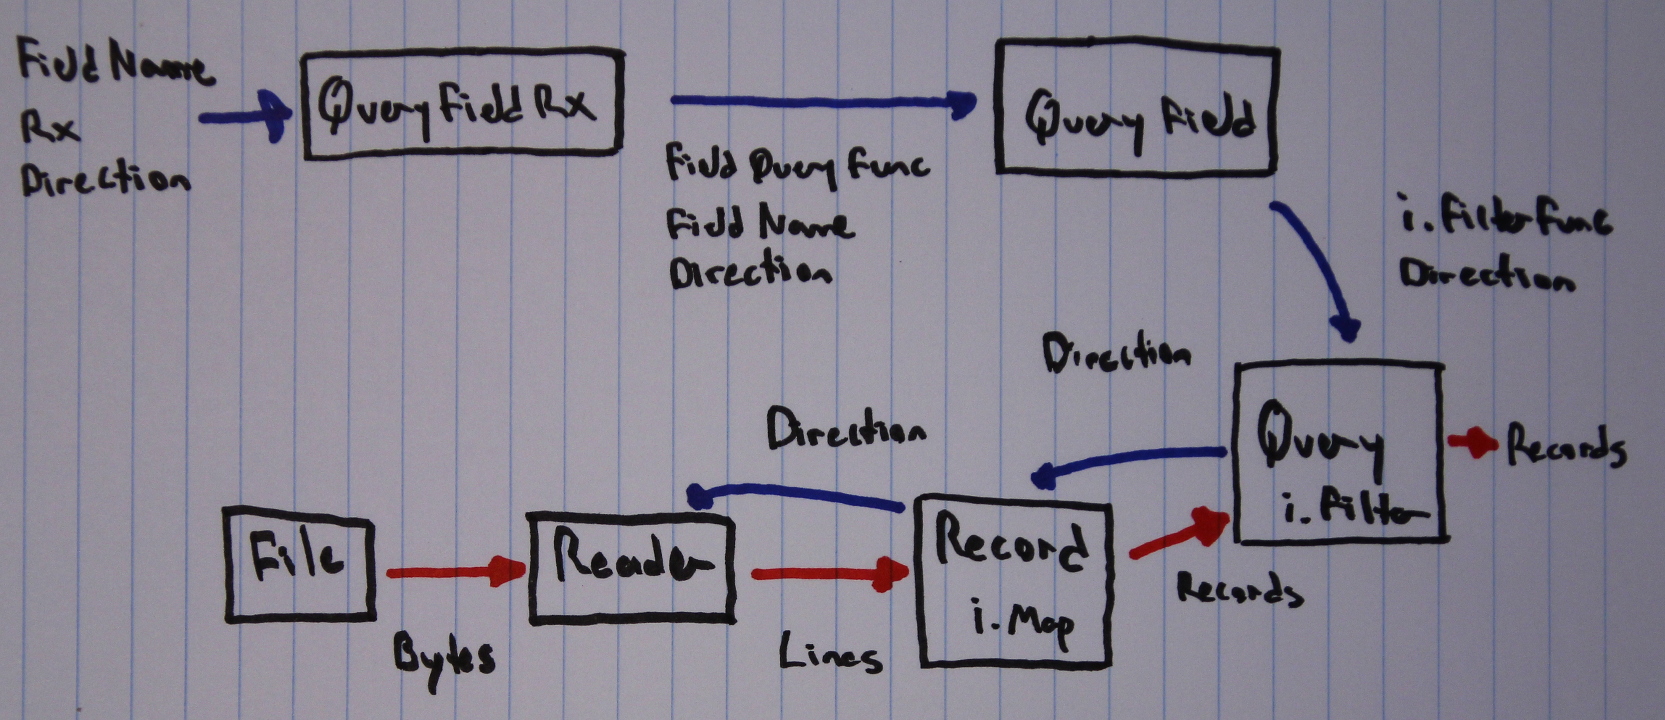 Field Name
Rx
Direction
QueryFieldRx
Field Query Func
Field Name
Direction
Query Field
i.FilterFunc
Direction
Direction
Direction
Query
i.Filter
Records
File
Bytes
Reader
Lines
Record
i.Map
Records